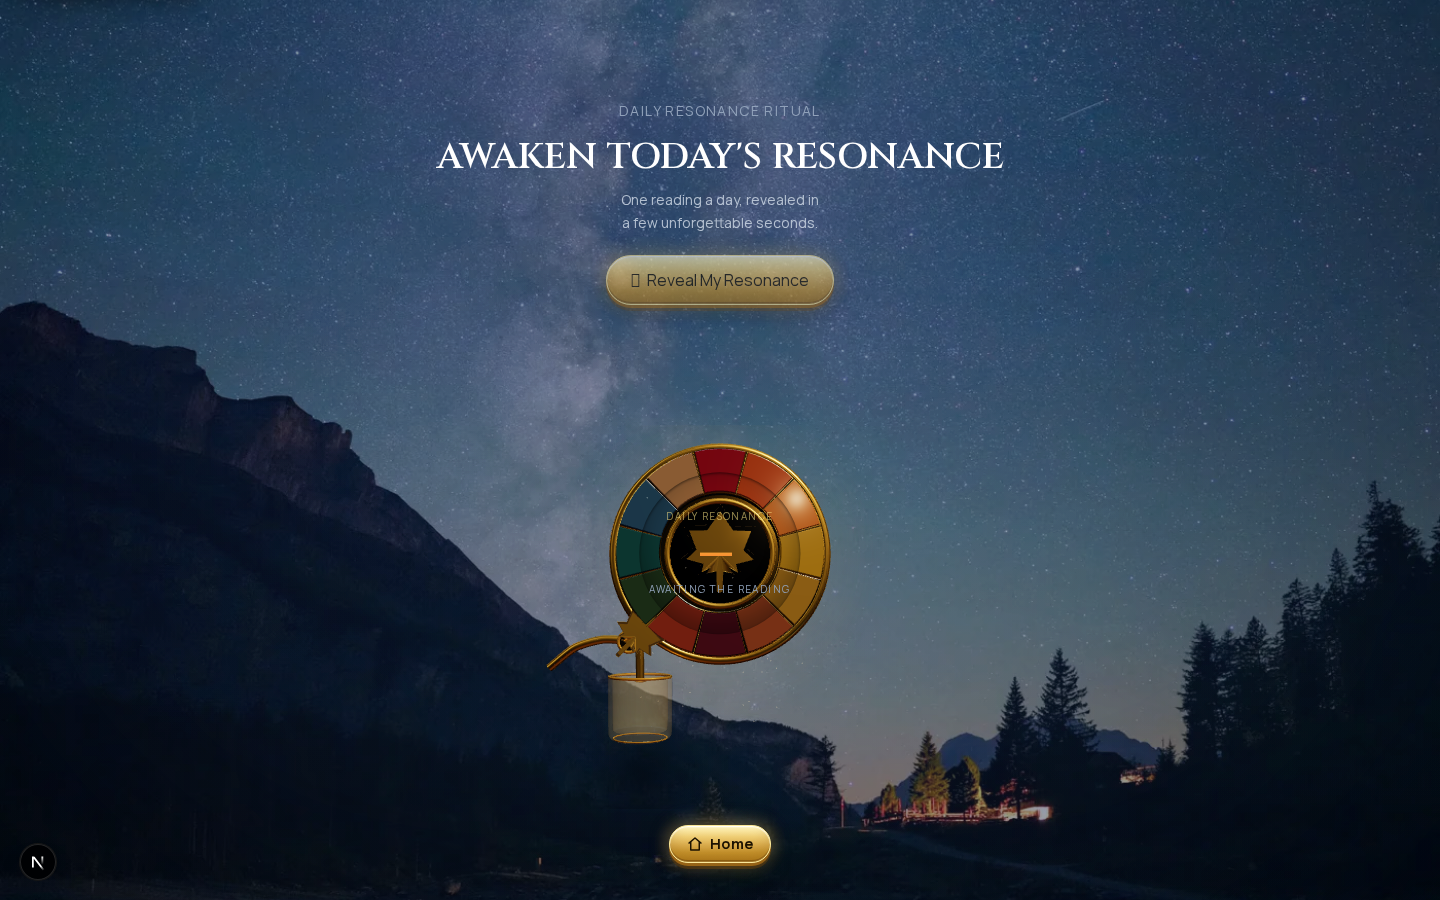 DAILY RESONANCE RITUAL
AWAKEN TODAY'S RESONANCE
One reading a day, revealed in
a few unforgettable seconds.
Reveal My Resonance
DAILY RESONANCE
AWAITING THE READING
Home
N